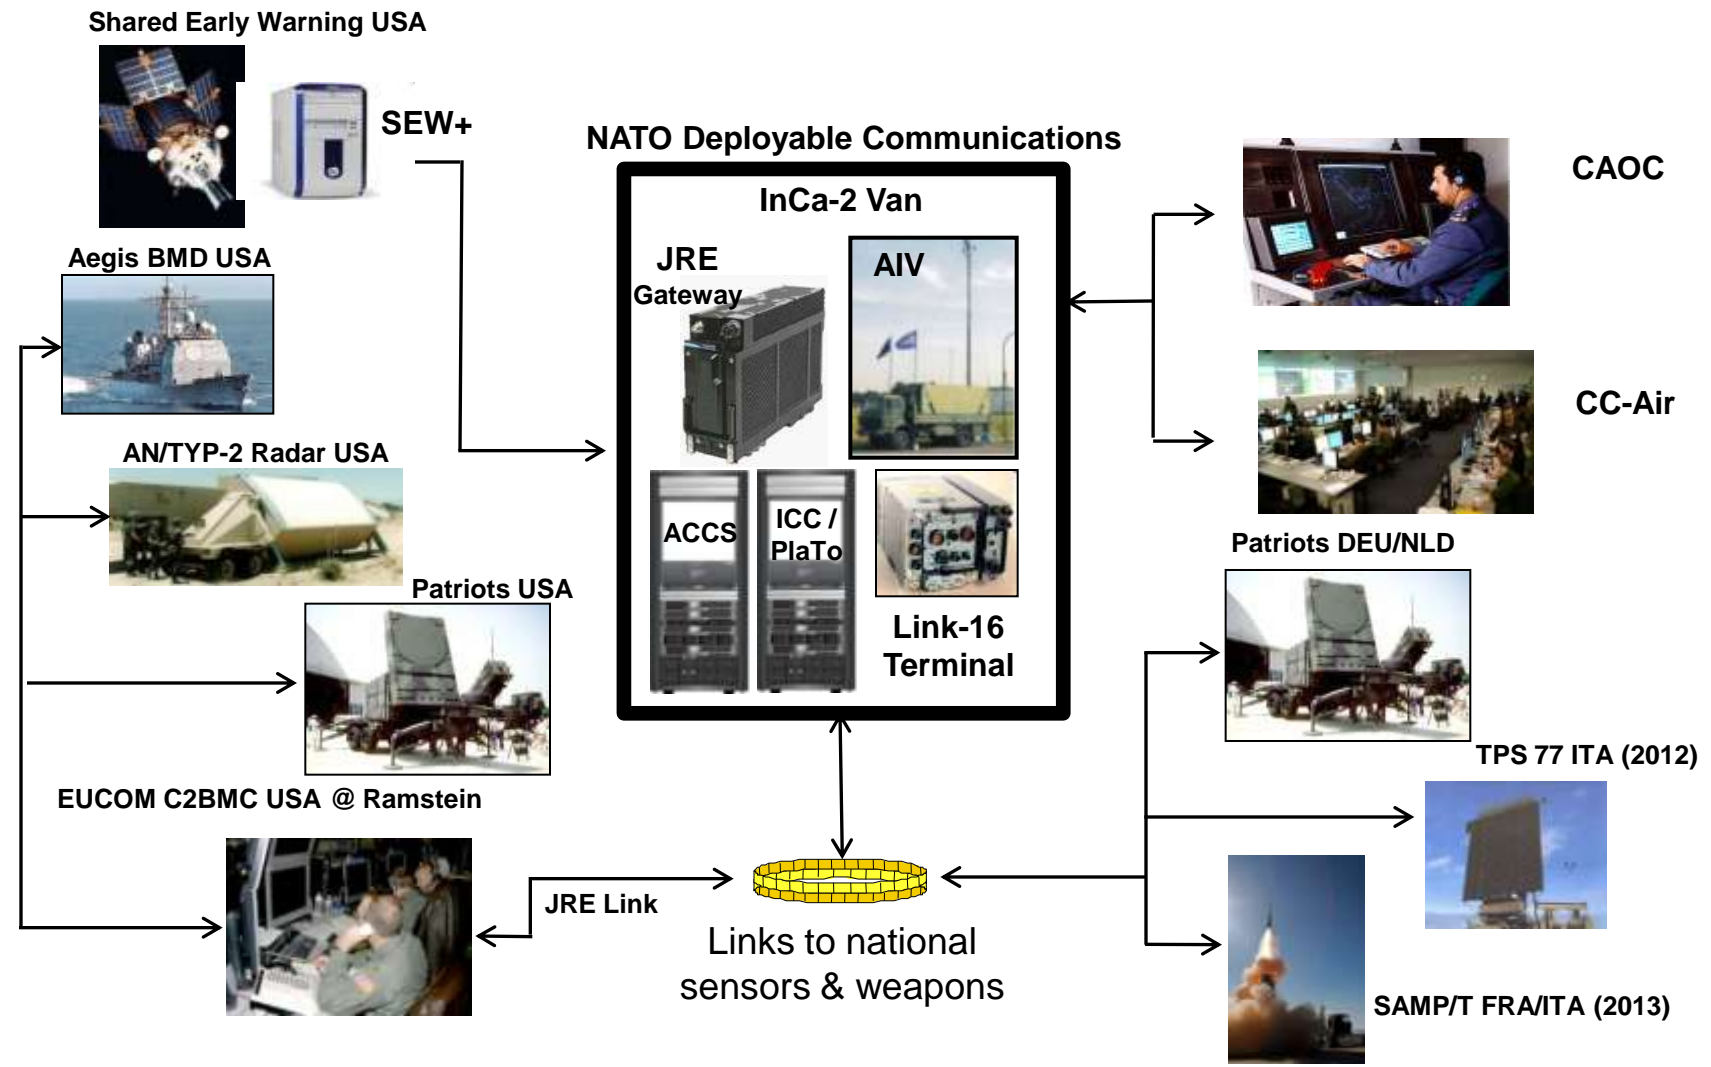 Shared Early Warning USA
SEW+
NATO Deployable Communications
CAOC
InCa-2 Van
JRE
Gateway
AIV
Aegis BMD USA
CC-Air
AN/TYP-2 Radar USA
ACCS
ICC /
PlaTo
Patriots DEU/NLD
Patriots USA
Link-16
Terminal
TPS 77 ITA (2012)
EUCOM C2BMC USA @ Ramstein
JRE Link
Links to national
sensors & weapons
SAMP/T FRA/ITA (2013)